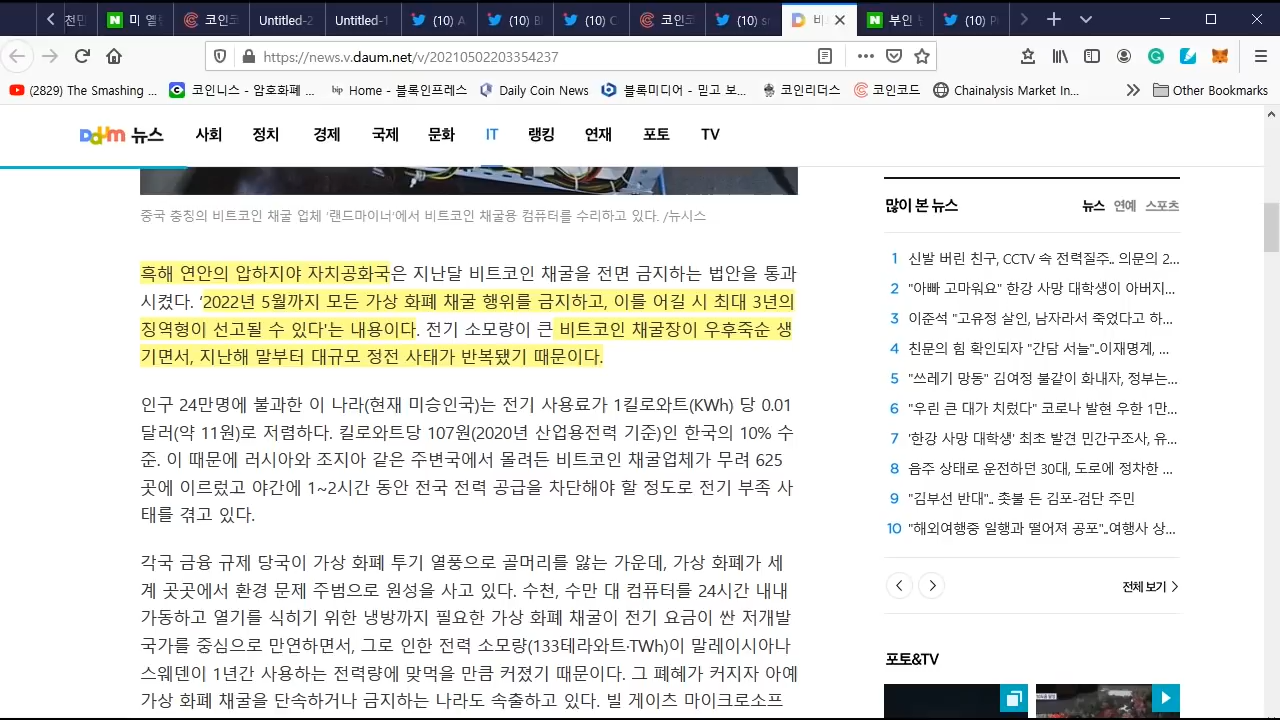 천만
미 열
코인코
Untitled-2
Untitled-1
(10) A
(10) B
(10) C
코인코
(10) sn
비
부인
(10) P
https://news.v.daum.net/v/20210502203354237
(2829) The Smashing ...
코인니스 - 암호화폐 ...
bip Home - 블록인프레스
Daily Coin News
블록미디어 - 믿고 보...
코인리더스
코인코드
Chainalysis Market In...
Other Bookmarks
Daum 뉴스 사회 정치 경제 국제 문화 IT 랭킹 연재 포토 TV
중국 충칭의 비트코인 채굴 업체 '랜드마이너'에서 비트코인 채굴용 컴퓨터를 수리하고 있다. /뉴시스
흑해 연안의 압하지야 자치공화국은 지난달 비트코인 채굴을 전면 금지하는 법안을 통과
시켰다. ‘2022년 5월까지 모든 가상 화폐 채굴 행위를 금지하고, 이를 어길 시 최대 3년의
징역형이 선고될 수 있다'는 내용이다. 전기 소모량이 큰 비트코인 채굴장이 우후죽순 생
기면서, 지난해 말부터 대규모 정전 사태가 반복됐기 때문이다.
인구 24만명에 불과한 이 나라(현재 미승인국)는 전기 사용료가 1킬로와트(KWh) 당 0.01
달러(약 11원)로 저렴하다. 킬로와트당 107원(2020년 산업용전력 기준)인 한국의 10% 수
준. 이 때문에 러시아와 조지아 같은 주변국에서 몰려든 비트코인 채굴업체가 무려 625
곳에 이르렀고 야간에 1~2시간 동안 전국 전력 공급을 차단해야 할 정도로 전기 부족 사
태를 겪고 있다.
각국 금융 규제 당국이 가상 화폐 투기 열풍으로 골머리를 앓는 가운데, 가상 화폐가 세
계 곳곳에서 환경 문제 주범으로 원성을 사고 있다. 수천, 수만 대 컴퓨터를 24시간 내내
가동하고 열기를 식히기 위한 냉방까지 필요한 가상 화폐 채굴이 전기 요금이 싼 저개발
국가를 중심으로 만연하면서, 그로 인한 전력 소모량(133테라와트·TWh)이 말레이시아나
스웨덴이 1년간 사용하는 전력량에 맞먹을 만큼 커졌기 때문이다. 그 폐혜가 커지자 아예
가상 화폐 채굴을 단속하거나 금지하는 나라도 속출하고 있다. 빌 게이츠 마이크로소프
많이 본 뉴스 뉴스 연예 스포츠
1 신발 버린 친구, CCTV 속 전력질주.. 의문의 2...
2 "아빠 고마워요" 한강 사망 대학생이 아버지...
3 이준석 "고유정 살인, 남자라서 죽었다고 하...
4 친문의 힘 확인되자 "간담 서늘"..이재명계, ...
5 "쓰레기 망동" 김여정 불같이 화내자, 정부는...
6 "우린 큰 대가 치렀다" 코로나 발현 우한 1만...
7 '한강 사망 대학생' 최초 발견 민간구조사, 유...
8 음주 상태로 운전하던 30대, 도로에 정차한 ...
9 "김부선 반대".. 촛불 든 김포-검단 주민
10 "해외여행중 일행과 떨어져 공포"..여행사 상...
전체 보기
포토&TV